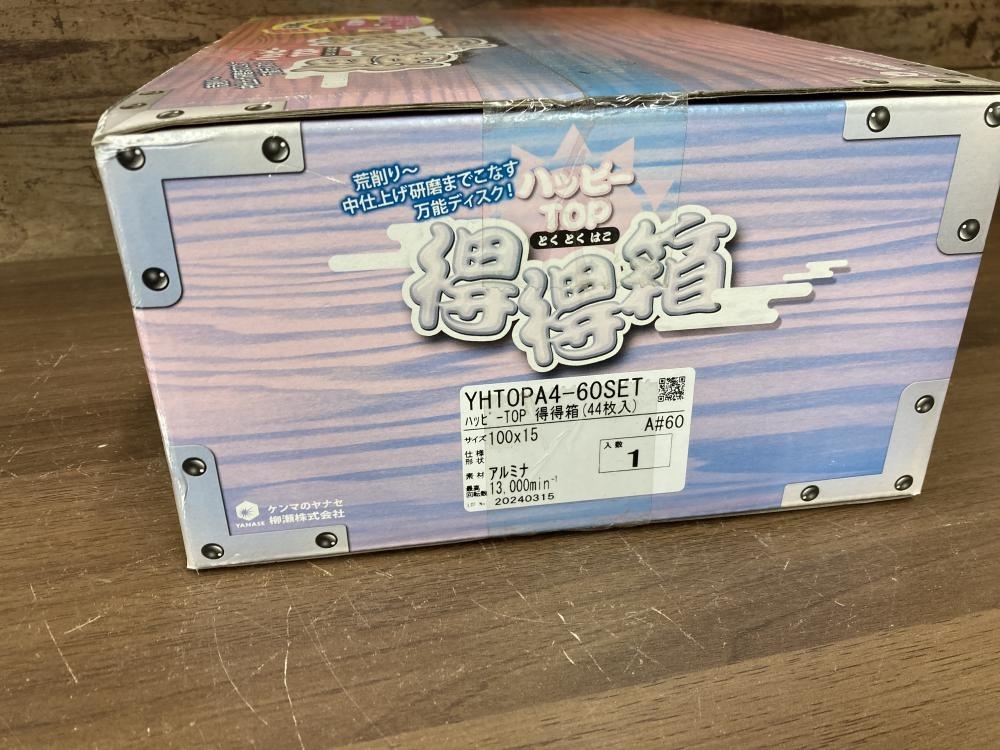 荒削り〜
中仕上げ研磨までこなす
万能ディスク!
ハッピー
TOP
とくとくはこ
得得箱
YHTOPA4-60SET
ハッピ-TOP 得得箱(44枚入)
A#60
サイズ 100x15
仕様
形状
入数
1
素材 アルミナ
最高
回転数 13,000min-1
20240315
YANASE
ケンマのヤナセ
柳瀬株式会社